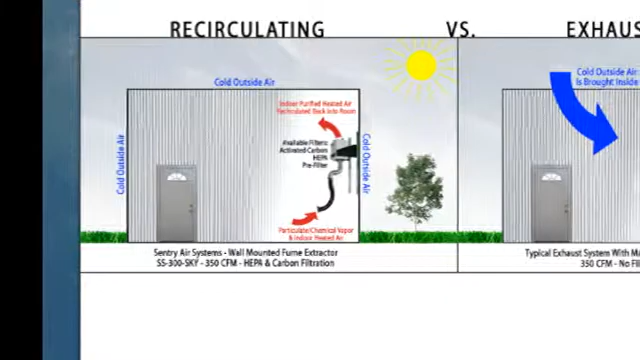 RECIRCULATING VS. EXHAUS
Cold Outside Air
Cold Outside Air
Indoor Purified Heated Air
Recirculated Back into Room
Available Filters:
Activated Carbon
HEPA
Pre-Filter
Cold Outside Air
Particulate/Chemical Vapor
& Indoor Heated Air
Sentry Air Systems - Wall Mounted Fume Extractor
SS-300-SKY - 350 CFM - HEPA & Carbon Filtration
Cold Outside Air
Is Brought Inside
Typical Exhaust System With M
350 CFM - No Fil